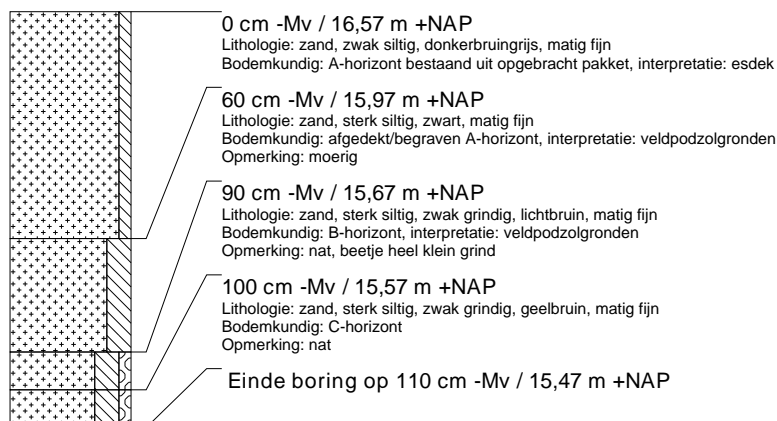 0 cm -Mv / 16,57 m +NAP
Lithologie: zand, zwak siltig, donkerbruingrijs, matig fijn
Bodemkundig: A-horizont bestaand uit opgebracht pakket, interpretatie: esdek
60 cm -Mv / 15,97 m +NAP
Lithologie: zand, sterk siltig, zwart, matig fijn
Bodemkundig: afgedekt/begraven A-horizont, interpretatie: veldpodzolgronden
Opmerking: moerig
90 cm -Mv / 15,67 m +NAP
Lithologie: zand, sterk siltig, zwak grindig, lichtbruin, matig fijn
Bodemkundig: B-horizont, interpretatie: veldpodzolgronden
Opmerking: nat, beetje heel klein grind
100 cm -Mv / 15,57 m +NAP
Lithologie: zand, sterk siltig, zwak grindig, geelbruin, matig fijn
Bodemkundig: C-horizont
Opmerking: nat
Einde boring op 110 cm -Mv / 15,47 m +NAP